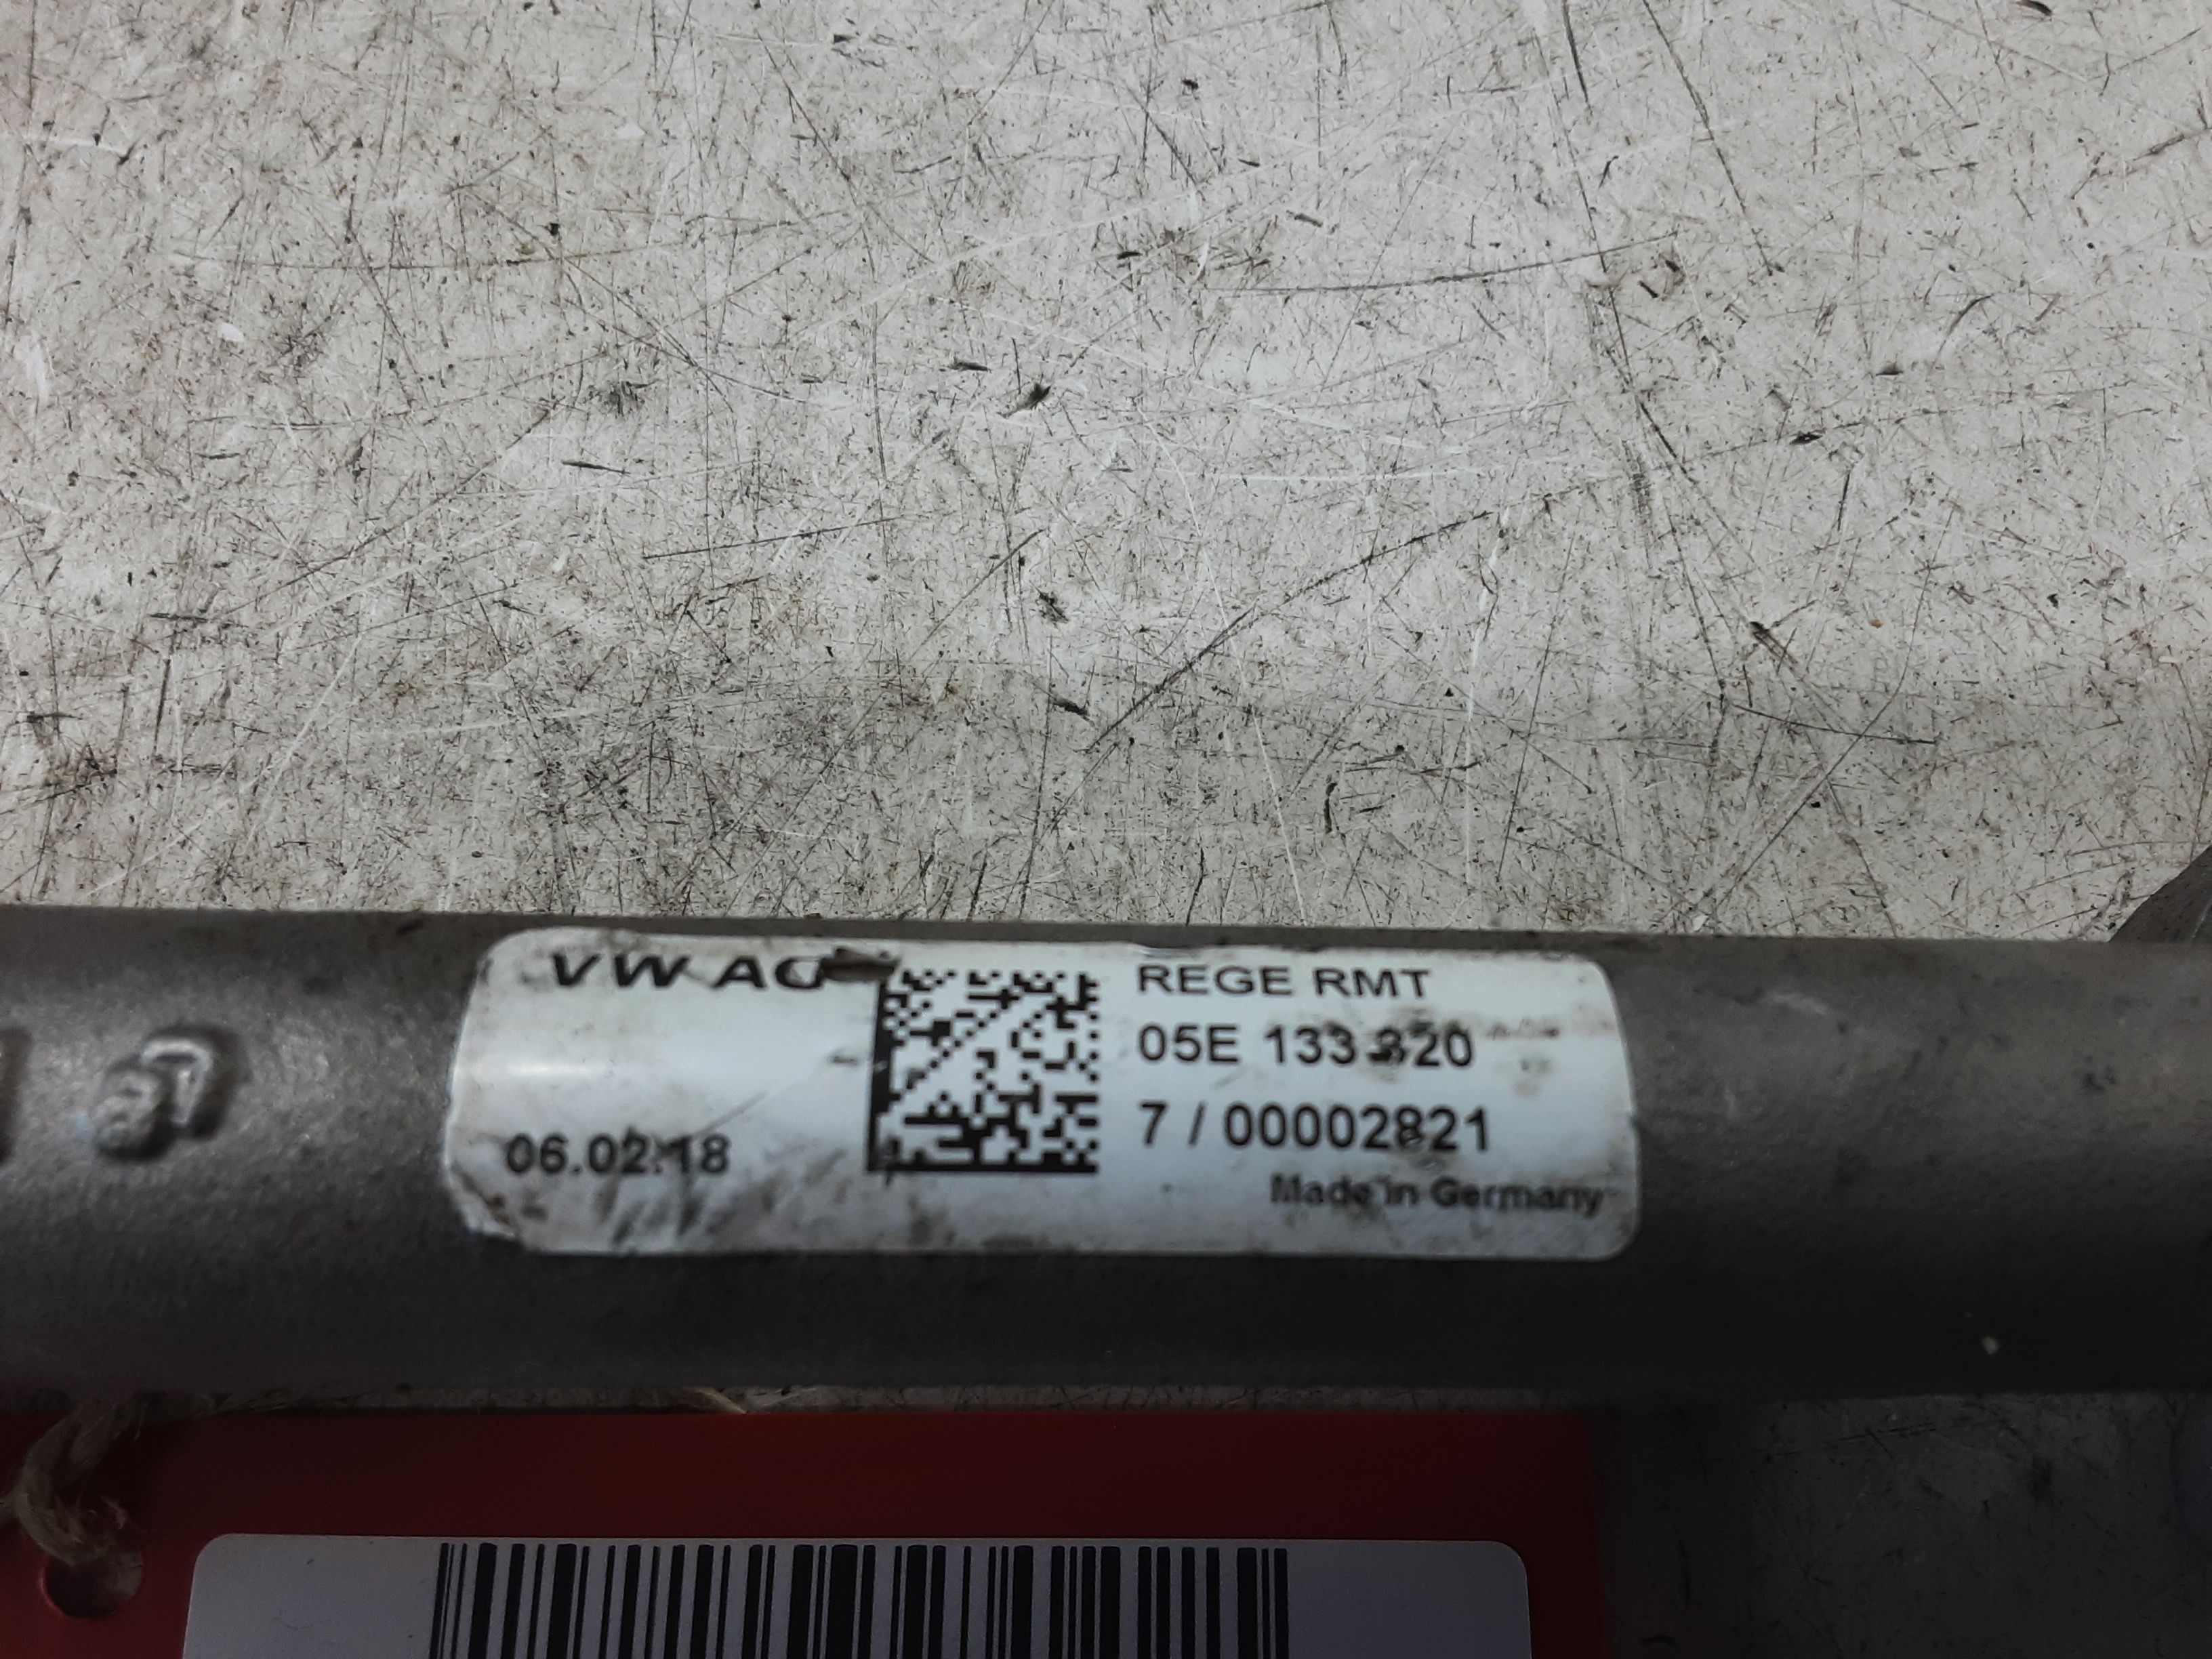 VW AG
06.02.18
REGE RMT
05E 133 320
7 / 00002821
Made in Germany